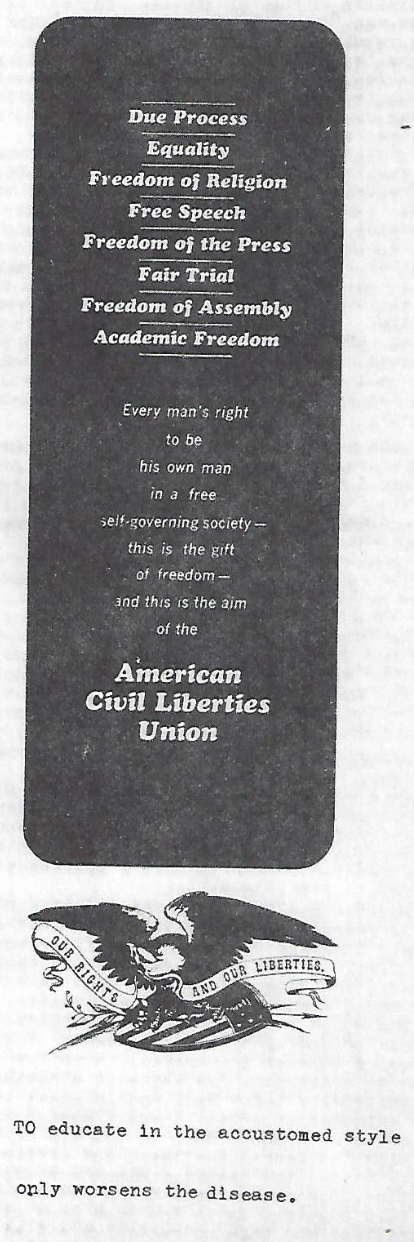 Due Process
Equality
Freedom of Religion
Free Speech
Freedom of the Press
Fair Trial
Freedom of Assembly
Academic Freedom
Every man's right
to be
his own man
in a free
self-governing society—
this is the gift
of freedom—
and this is the aim
of the
American
Civil Liberties
Union
OUR RIGHTS AND OUR LIBERTIES.
TO educate in the accustomed style
only worsens the disease.